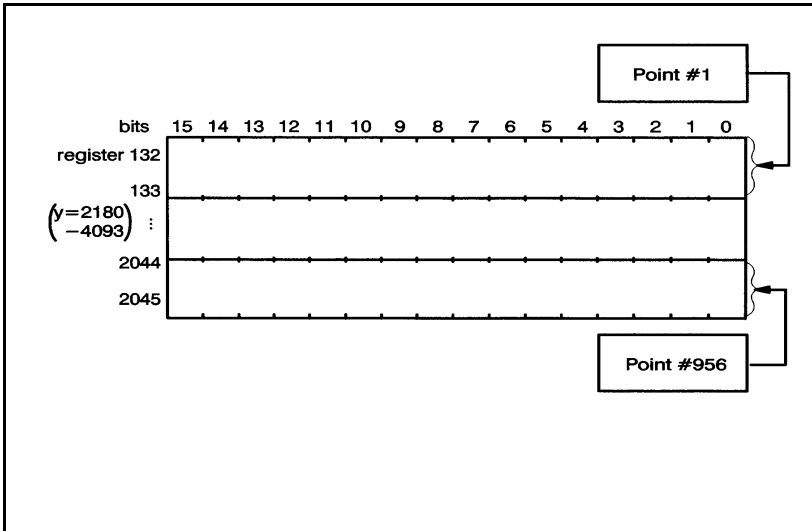 Point #1
bits 15 14 13 12 11 10 9 8 7 6 5 4 3 2 1 0
register 132
133
(y=2180
−4093) ⋮
2044
2045
Point #956